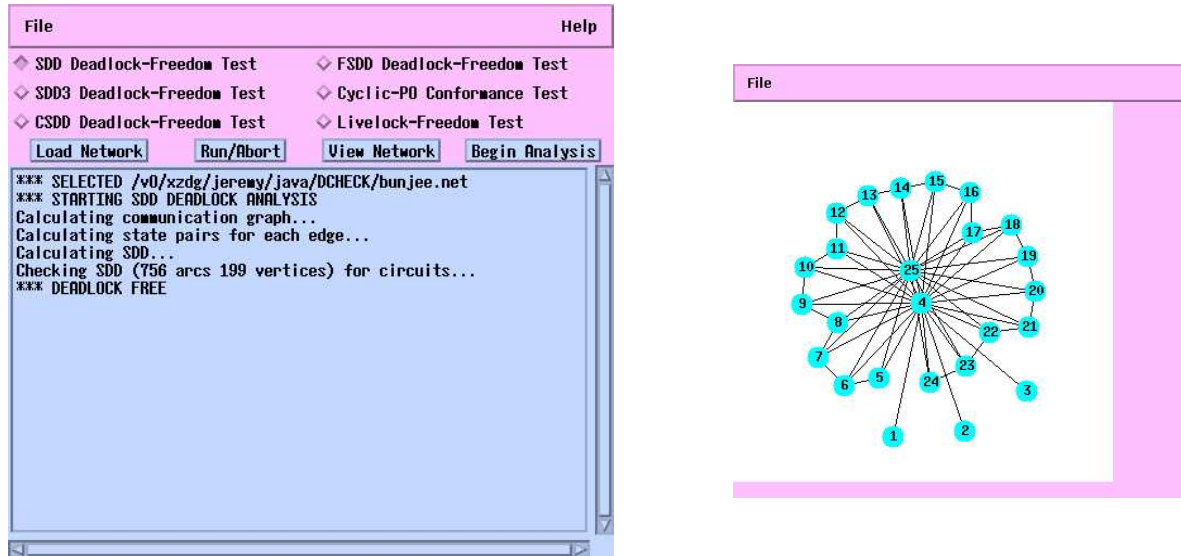 File Help
SDD Deadlock-Freedom Test FSDD Deadlock-Freedom Test
SDD3 Deadlock-Freedom Test Cyclic-PO Conformance Test
CSDD Deadlock-Freedom Test Livelock-Freedom Test
Load Network Run/Abort View Network Begin Analysis
*** SELECTED /v0/xzdg/jeremy/java/DCHECK/bunjee.net
*** STARTING SDD DEADLOCK ANALYSIS
Calculating communication graph...
Calculating state pairs for each edge...
Calculating SDD...
Checking SDD (756 arcs 199 vertices) for circuits...
*** DEADLOCK FREE
File
15
14
16
13
12
18
17
11
19
10
25
20
9
4
8
21
22
7
23
5
24
6
3
2
1